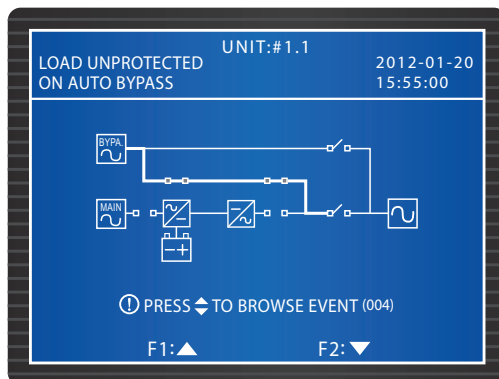 UNIT:#1.1
LOAD UNPROTECTED
ON AUTO BYPASS
2012-01-20
15:55:00
BYPA.
MAIN
PRESS TO BROWSE EVENT (004)
F1:
F2: